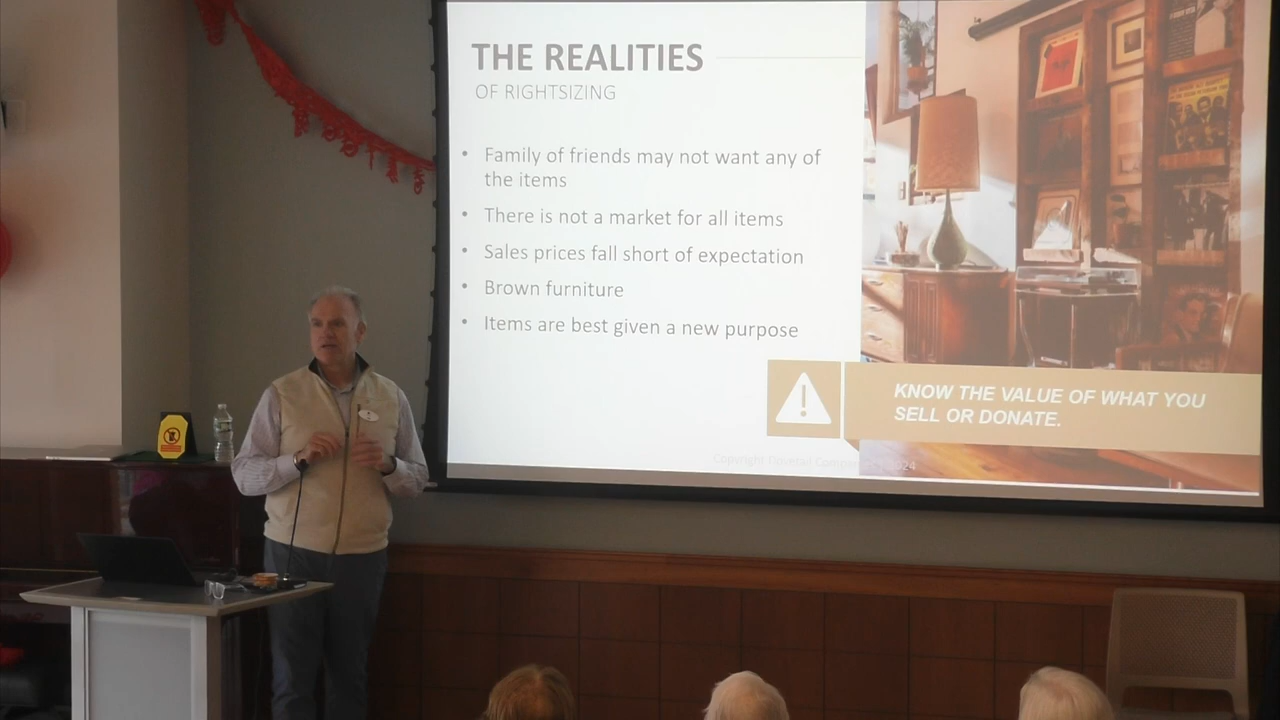 THE REALITIES
OF RIGHTSIZING
• Family of friends may not want any of
the items
• There is not a market for all items
• Sales prices fall short of expectation
• Brown furniture
• Items are best given a new purpose
KNOW THE VALUE OF WHAT YOU
SELL OR DONATE.
Copyright Dovetail